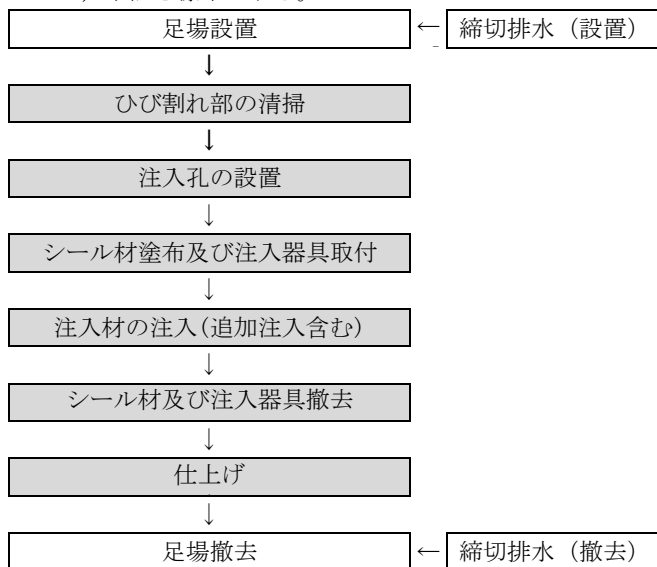 足場設置 ← 締切排水（設置）
↓
ひび割れ部の清掃
↓
注入孔の設置
↓
シール材塗布及び注入器具取付
↓
注入材の注入(追加注入含む)
↓
シール材及び注入器具撤去
↓
仕上げ
↓
足場撤去 ← 締切排水（撤去）